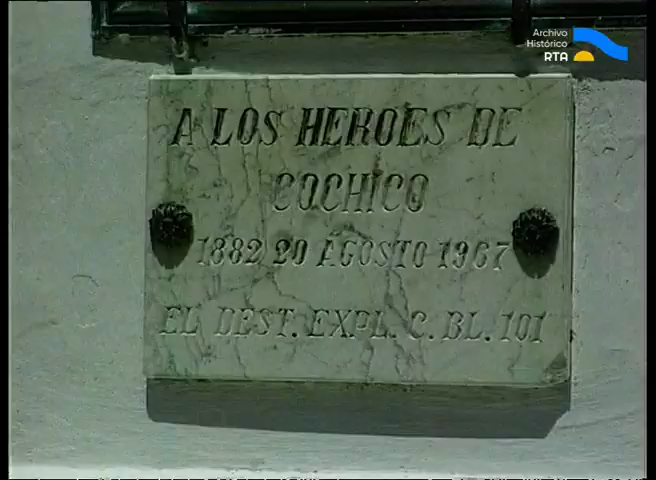 Archivo
Histórico
RTA
A LOS HEROES DE
COCHICO
1882 20 AGOSTO 1967
EL DEST. EXPL. C. BL. 101